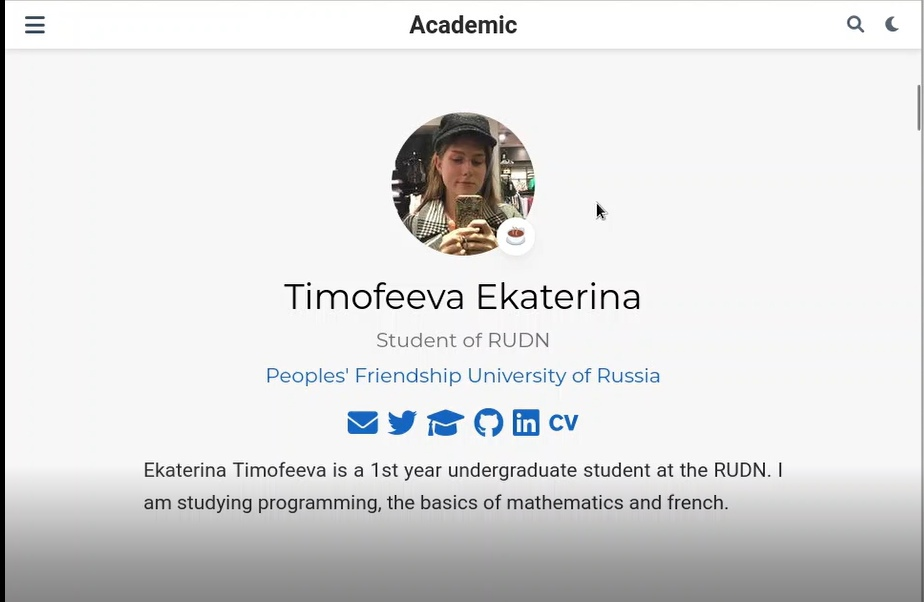 Academic
Timofeeva Ekaterina
Student of RUDN
Peoples' Friendship University of Russia
CV
Ekaterina Timofeeva is a 1st year undergraduate student at the RUDN. I
am studying programming, the basics of mathematics and french.